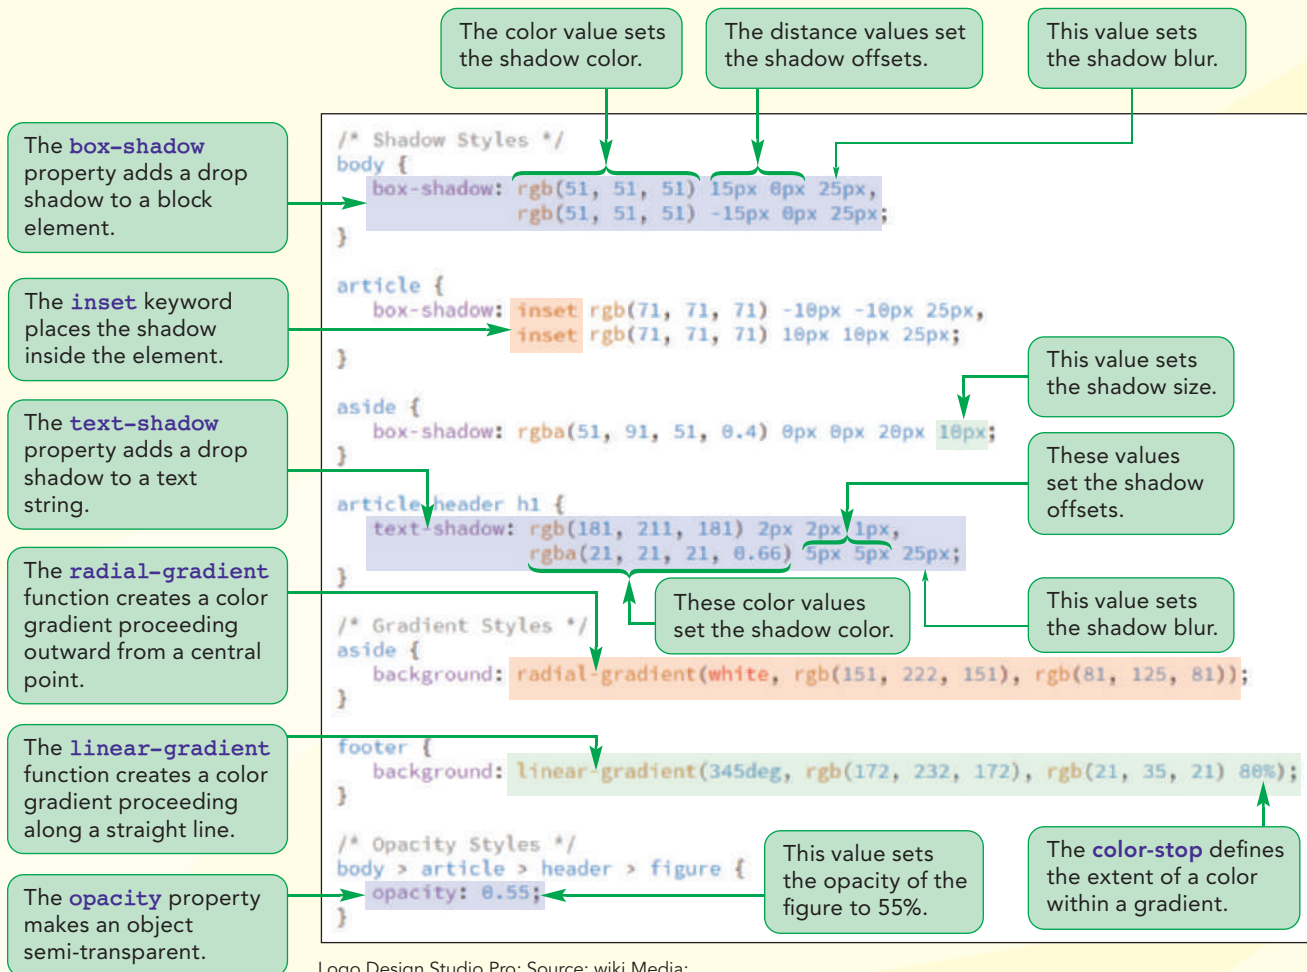 The color value sets
the shadow color.
The distance values set
the shadow offsets.
This value sets
the shadow blur.
The box-shadow
property adds a drop
shadow to a block
element.
The inset keyword
places the shadow
inside the element.
The text-shadow
property adds a drop
shadow to a text
string.
The radial-gradient
function creates a color
gradient proceeding
outward from a central
point.
The linear-gradient
function creates a color
gradient proceeding
along a straight line.
The opacity property
makes an object
semi-transparent.
/* Shadow Styles */
body {
box-shadow: rgb(51, 51, 51) 15px 0px 25px,
rgb(51, 51, 51) -15px 0px 25px;
}
article {
box-shadow: inset rgb(71, 71, 71) -10px -10px 25px,
inset rgb(71, 71, 71) 10px 10px 25px;
}
aside {
box-shadow: rgba(51, 91, 51, 0.4) 0px 0px 20px 10px;
}
article header h1 {
text-shadow: rgb(181, 211, 181) 2px 2px 1px,
rgba(21, 21, 21, 0.66) 5px 5px 25px;
}
/* Gradient Styles */
aside {
background: radial-gradient(white, rgb(151, 222, 151), rgb(81, 125, 81));
}
footer {
background: linear-gradient(345deg, rgb(172, 232, 172), rgb(21, 35, 21) 80%);
}
/* Opacity Styles */
body > article > header > figure {
opacity: 0.55;
}
This value sets
the shadow size.
These values
set the shadow
offsets.
These color values
set the shadow color.
This value sets
the shadow blur.
This value sets
the opacity of the
figure to 55%.
The color-stop defines
the extent of a color
within a gradient.
Logo Design Studio Pro; Source: wiki Media;